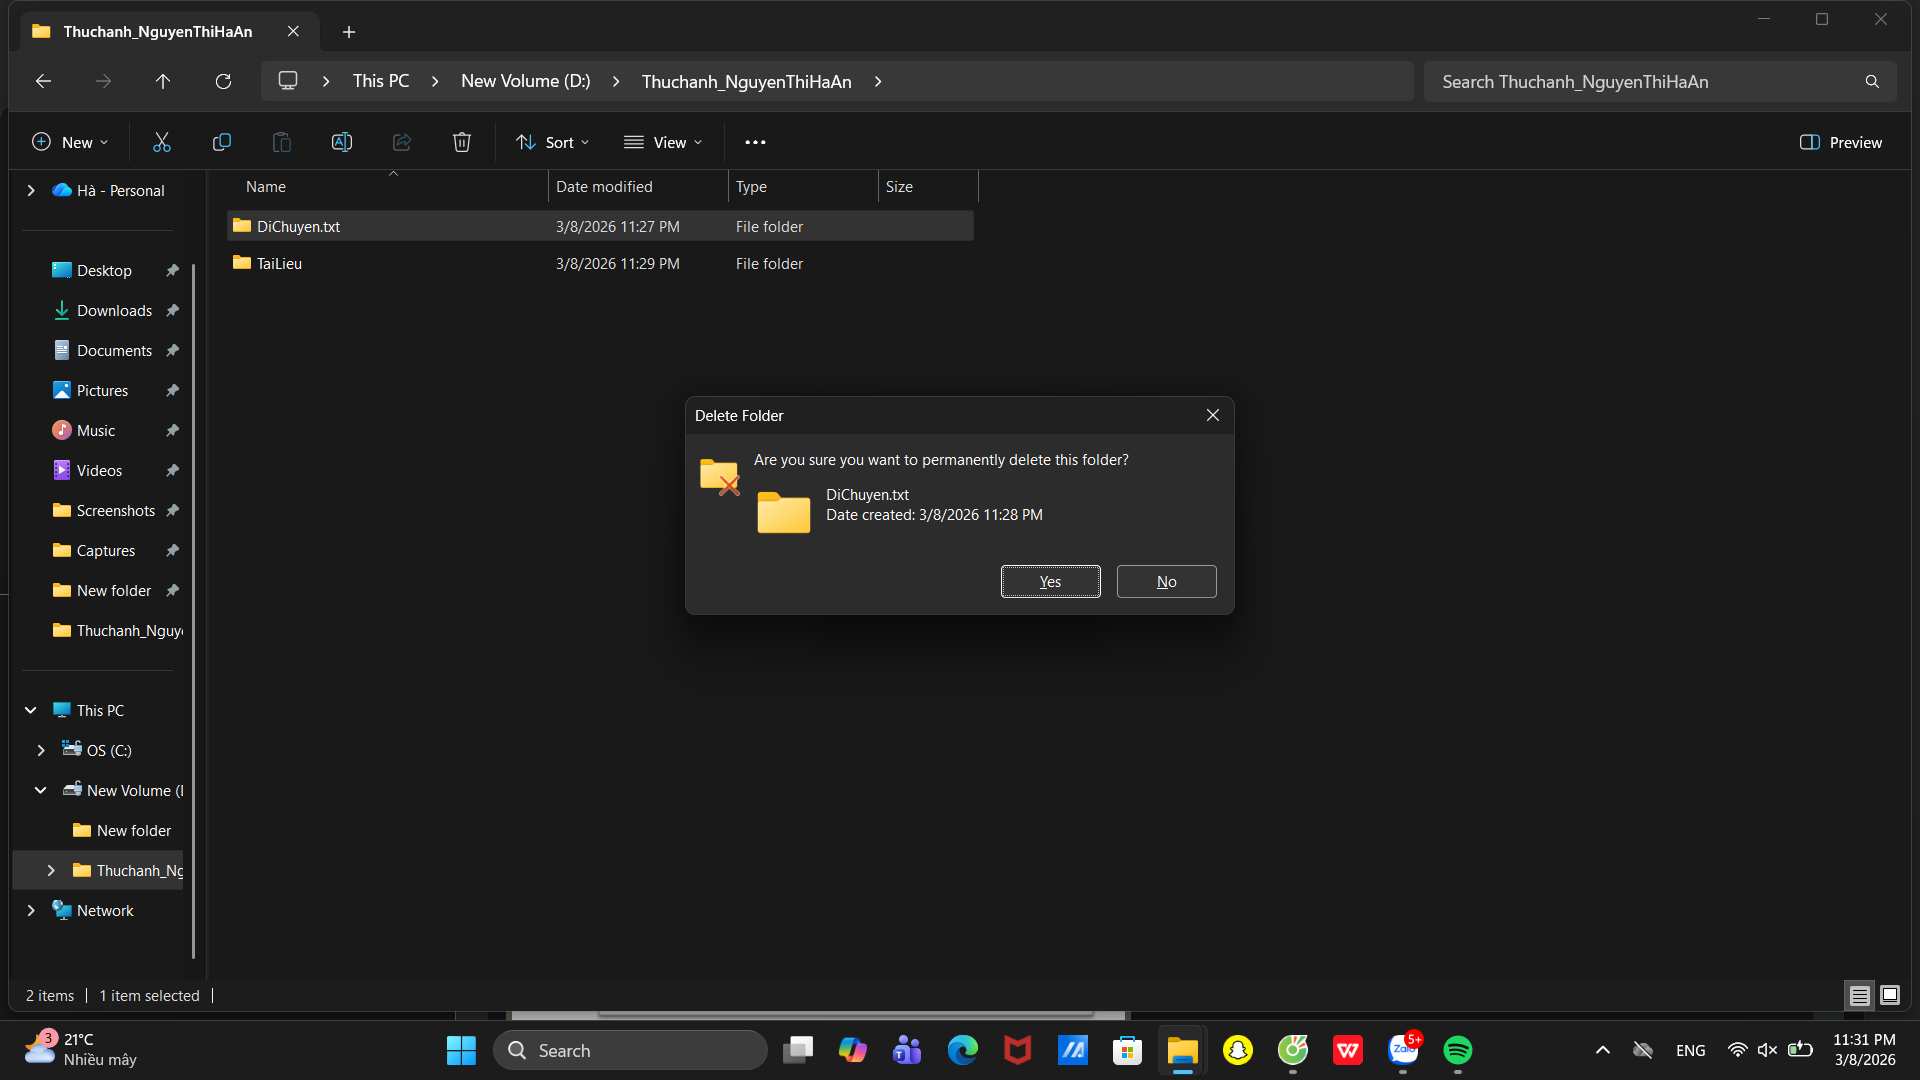 Thuchanh_NguyenThiHaAn
This PC
New Volume (D:)
Thuchanh_NguyenThiHaAn
Search Thuchanh_NguyenThiHaAn
New
Sort
View
Preview
Hà - Personal
Desktop
Downloads
Documents
Pictures
Music
Videos
Screenshots
Captures
New folder
Thuchanh_Nguye
This PC
OS (C:)
New Volume (I
New folder
Thuchanh_Ng
Network
Name
Date modified
Type
Size
DiChuyen.txt
3/8/2026 11:27 PM
File folder
TaiLieu
3/8/2026 11:29 PM
File folder
Delete Folder
Are you sure you want to permanently delete this folder?
DiChuyen.txt
Date created: 3/8/2026 11:28 PM
Yes
No
2 items
1 item selected
3
21°C
Nhiều mây
Search
Zalo
5+
ENG
11:31 PM
3/8/2026